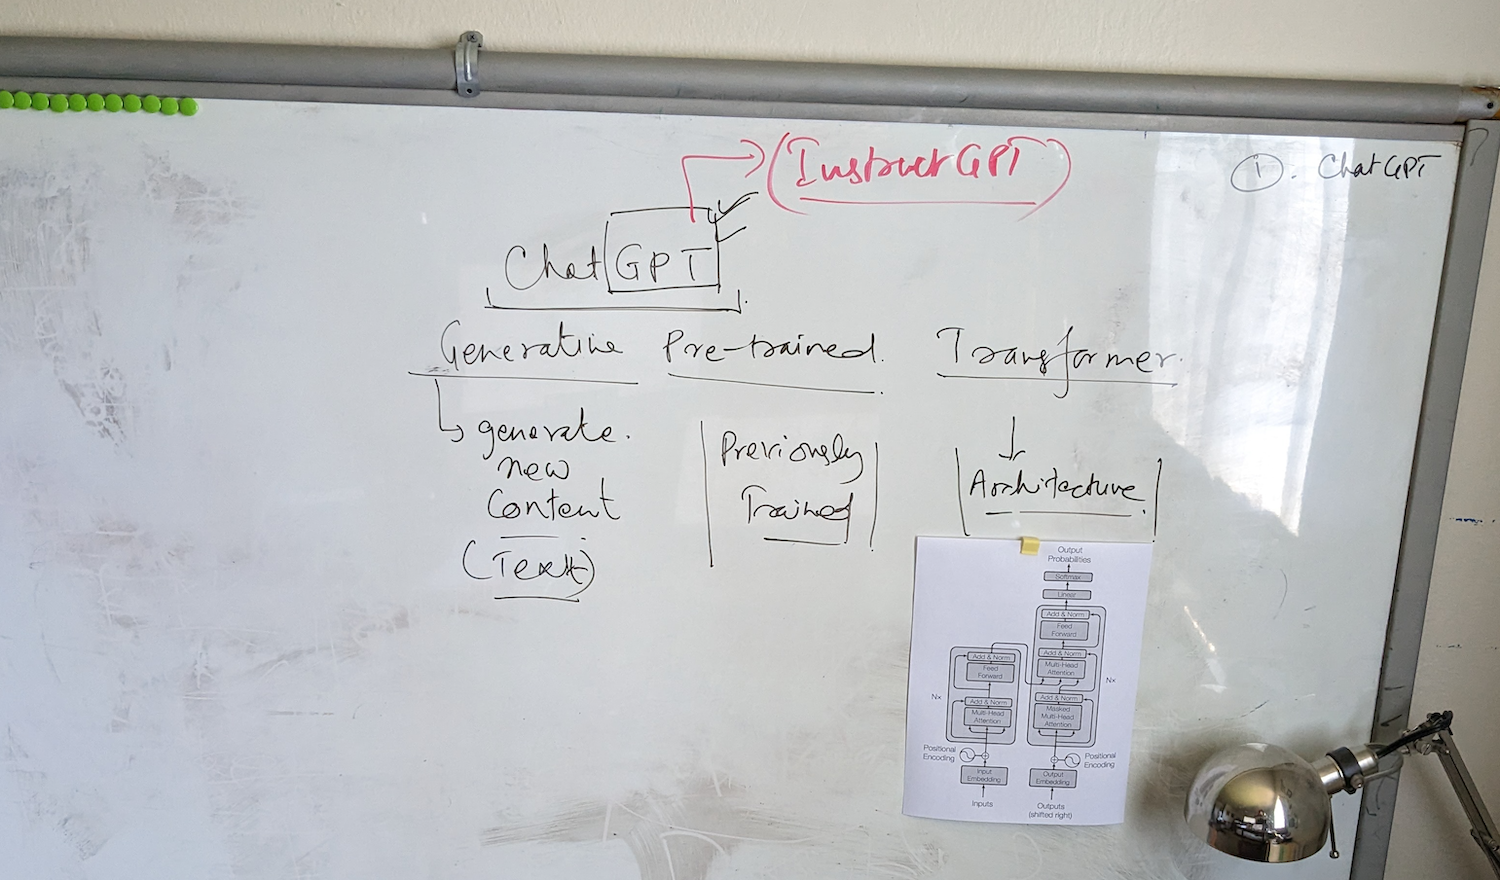 (InstructGPT)
1. ChatGPT
ChatGPT
Generative Pre-trained. Transformer.
generate.
new
Content
(Text)
Previously
Trained
Architecture.
Output
Probabilities
Softmax
Linear
Add & Norm
Feed
Forward
Add & Norm
Multi-Head
Attention
Add & Norm
Feed
Forward
Nx
Add & Norm
Masked
Multi-Head
Attention
Nx
Add & Norm
Multi-Head
Attention
Positional
Encoding
Positional
Encoding
Input
Embedding
Output
Embedding
Inputs
Outputs
(shifted right)